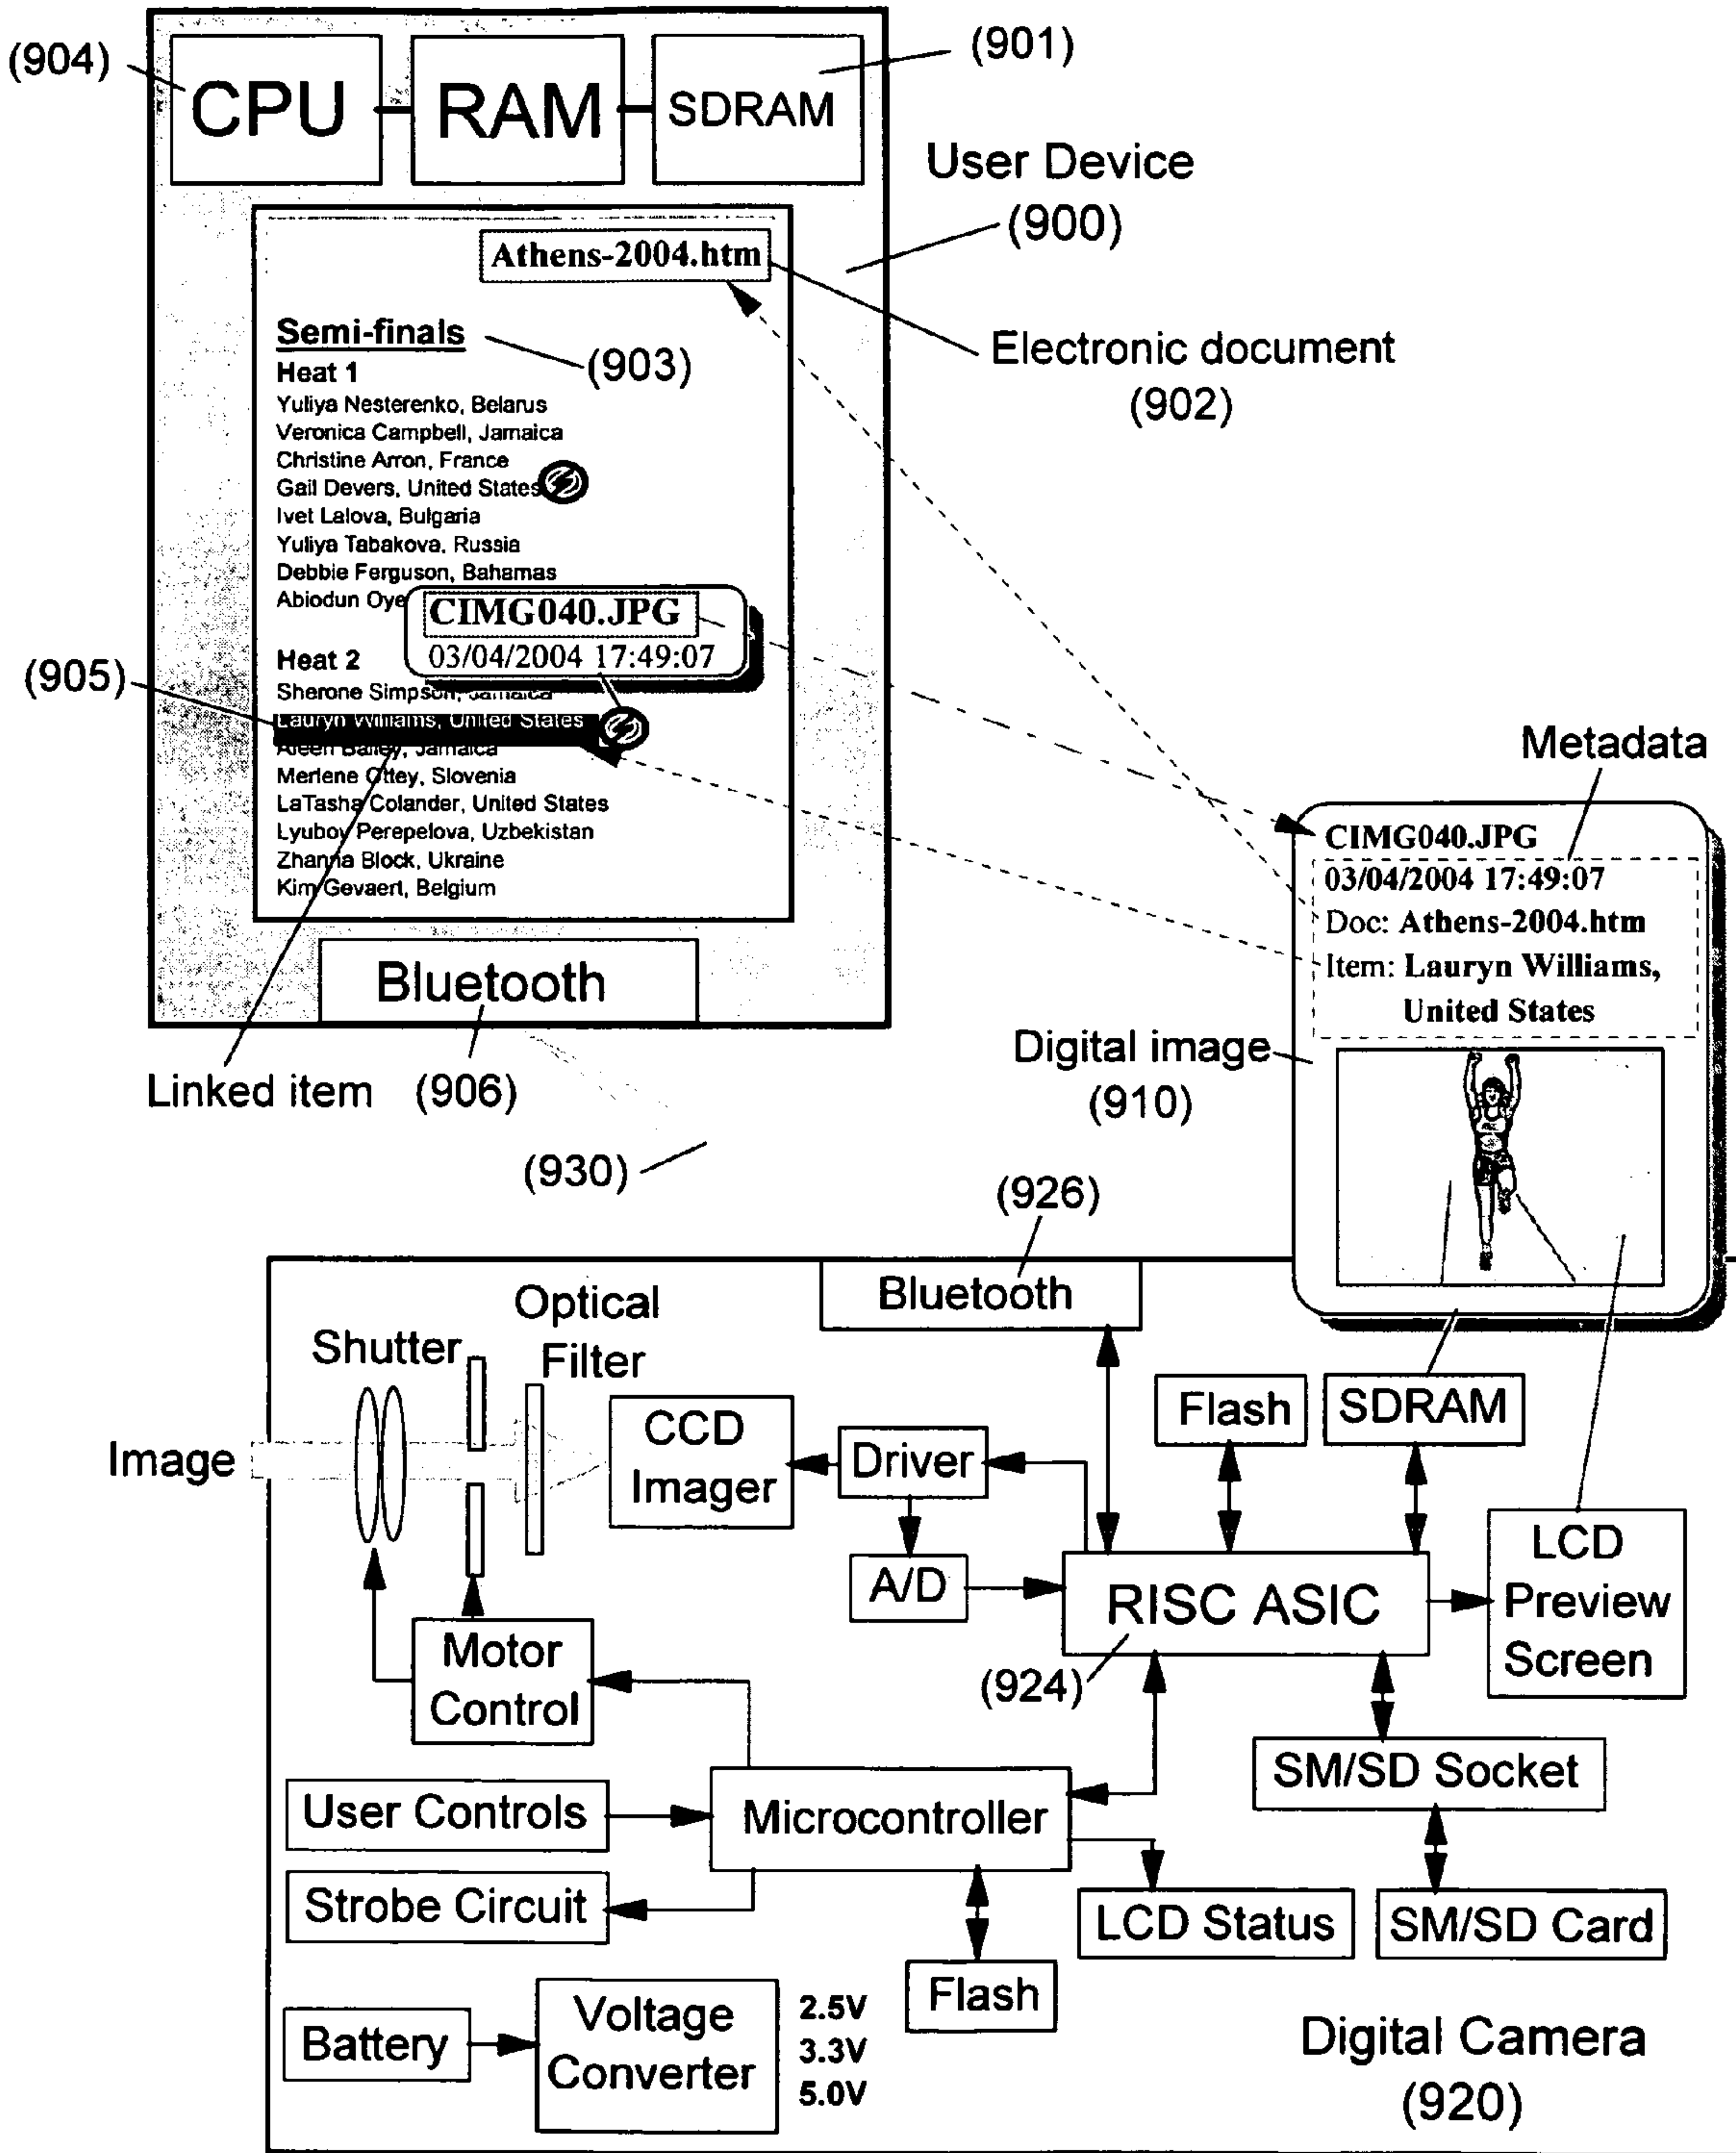 (904)
CPU
RAM
SDRAM
(901)
User Device
(900)
Athens-2004.htm
Semi-finals
(903)
Electronic document
(902)
Heat 1
Yuliya Nesterenko, Belarus
Veronica Campbell, Jamaica
Christine Arron, France
Gail Devers, United States
Ivet Lalova, Bulgaria
Yuliya Tabakova, Russia
Debbie Ferguson, Bahamas
Abiodun Oye
CIMG040.JPG
03/04/2004 17:49:07
Heat 2
(905)
Sherone Simpson, Jamaica
Lauryn Williams, United States
Aleen Bailey, Jamaica
Merlene Ottey, Slovenia
LaTasha Colander, United States
Lyubov Perepelova, Uzbekistan
Zhanna Block, Ukraine
Kim Gevaert, Belgium
Bluetooth
Linked item
(906)
(930)
Metadata
CIMG040.JPG
03/04/2004 17:49:07
Doc: Athens-2004.htm
Item: Lauryn Williams,
United States
Digital image
(910)
(926)
Bluetooth
Optical
Filter
Shutter
Image
CCD
Imager
Driver
A/D
Flash
SDRAM
RISC ASIC
(924)
LCD
Preview
Screen
Motor
Control
SM/SD Socket
User Controls
Microcontroller
Strobe Circuit
LCD Status
SM/SD Card
Flash
Battery
Voltage
Converter
2.5V
3.3V
5.0V
Digital Camera
(920)